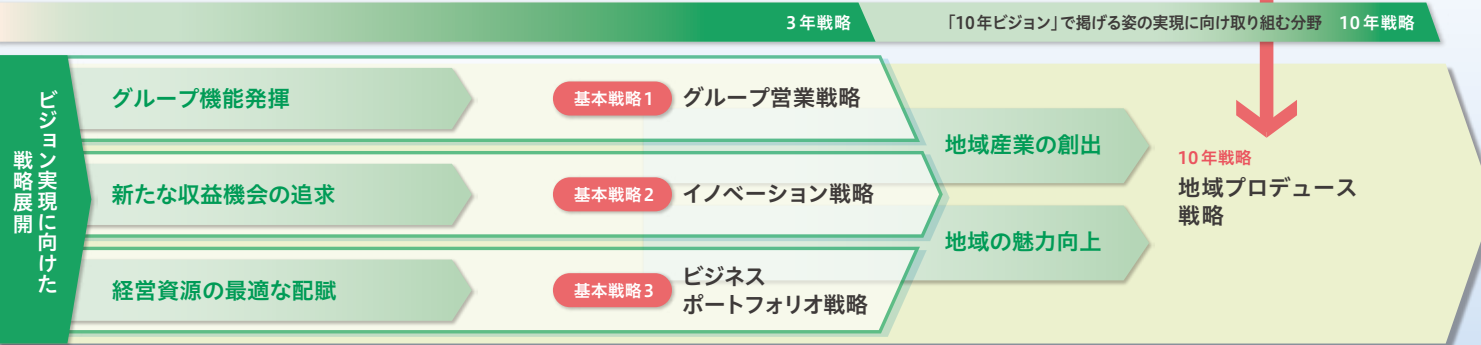 3年戦略
「10年ビジョン」で掲げる姿の実現に向け取り組む分野 10年戦略
ビジョン実現に向けた
戦略展開
グループ機能発揮
基本戦略1 グループ営業戦略
新たな収益機会の追求
基本戦略2 イノベーション戦略
経営資源の最適な配賦
基本戦略3 ビジネス
ポートフォリオ戦略
地域産業の創出
地域の魅力向上
10年戦略
地域プロデュース
戦略